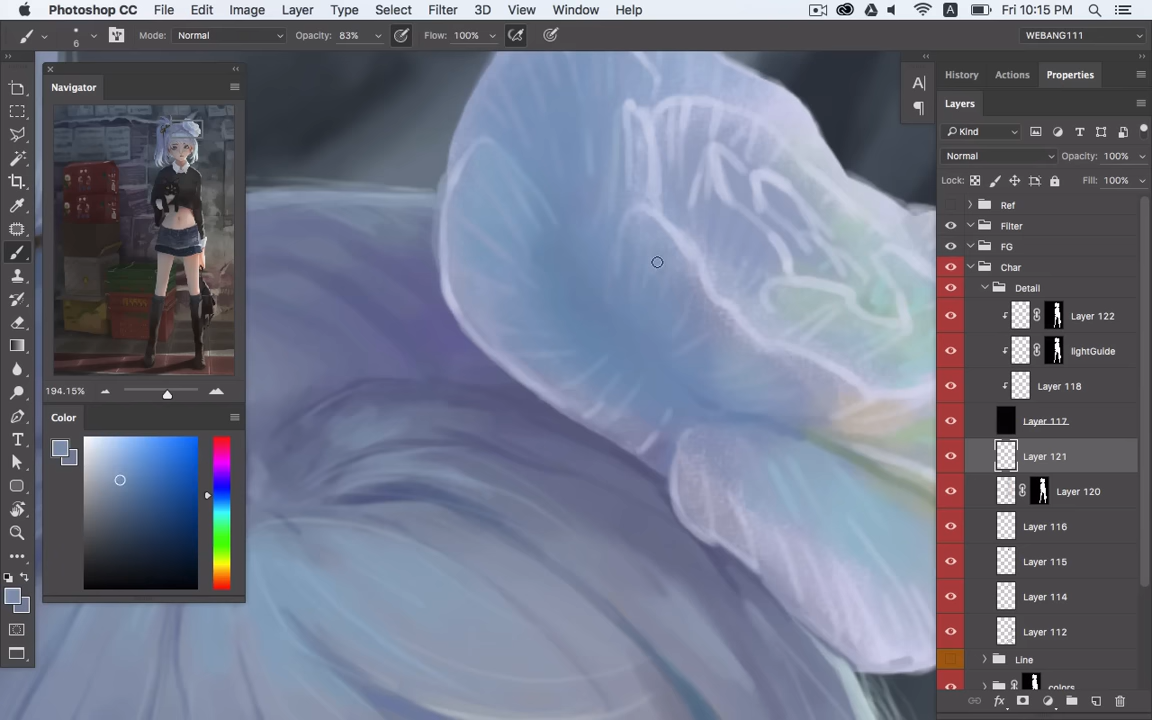 Photoshop CC File Edit Image Layer Type Select Filter 3D View Window Help A Fri 10:15 PM
6 Mode: Normal Opacity: 83% Flow: 100% WEBANG111
Navigator
194.15%
Color
A
History Actions Properties
Layers
Kind
Normal Opacity: 100%
Lock: Fill: 100%
Ref
Filter
FG
Char
Detail
Layer 122
lightGuide
Layer 118
Layer 117
Layer 121
Layer 120
Layer 116
Layer 115
Layer 114
Layer 112
Line
colors